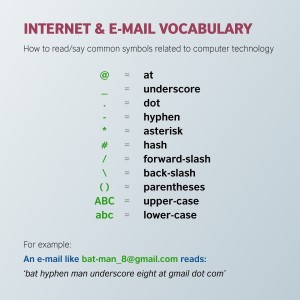 INTERNET & E-MAIL VOCABULARY
How to read/say common symbols related to computer technology
@ = at
_ = underscore
. = dot
- = hyphen
* = asterisk
# = hash
/ = forward-slash
\ = back-slash
( ) = parentheses
ABC = upper-case
abc = lower-case
For example:
An e-mail like bat-man_8@gmail.com reads:
'bat hyphen man underscore eight at gmail dot com'